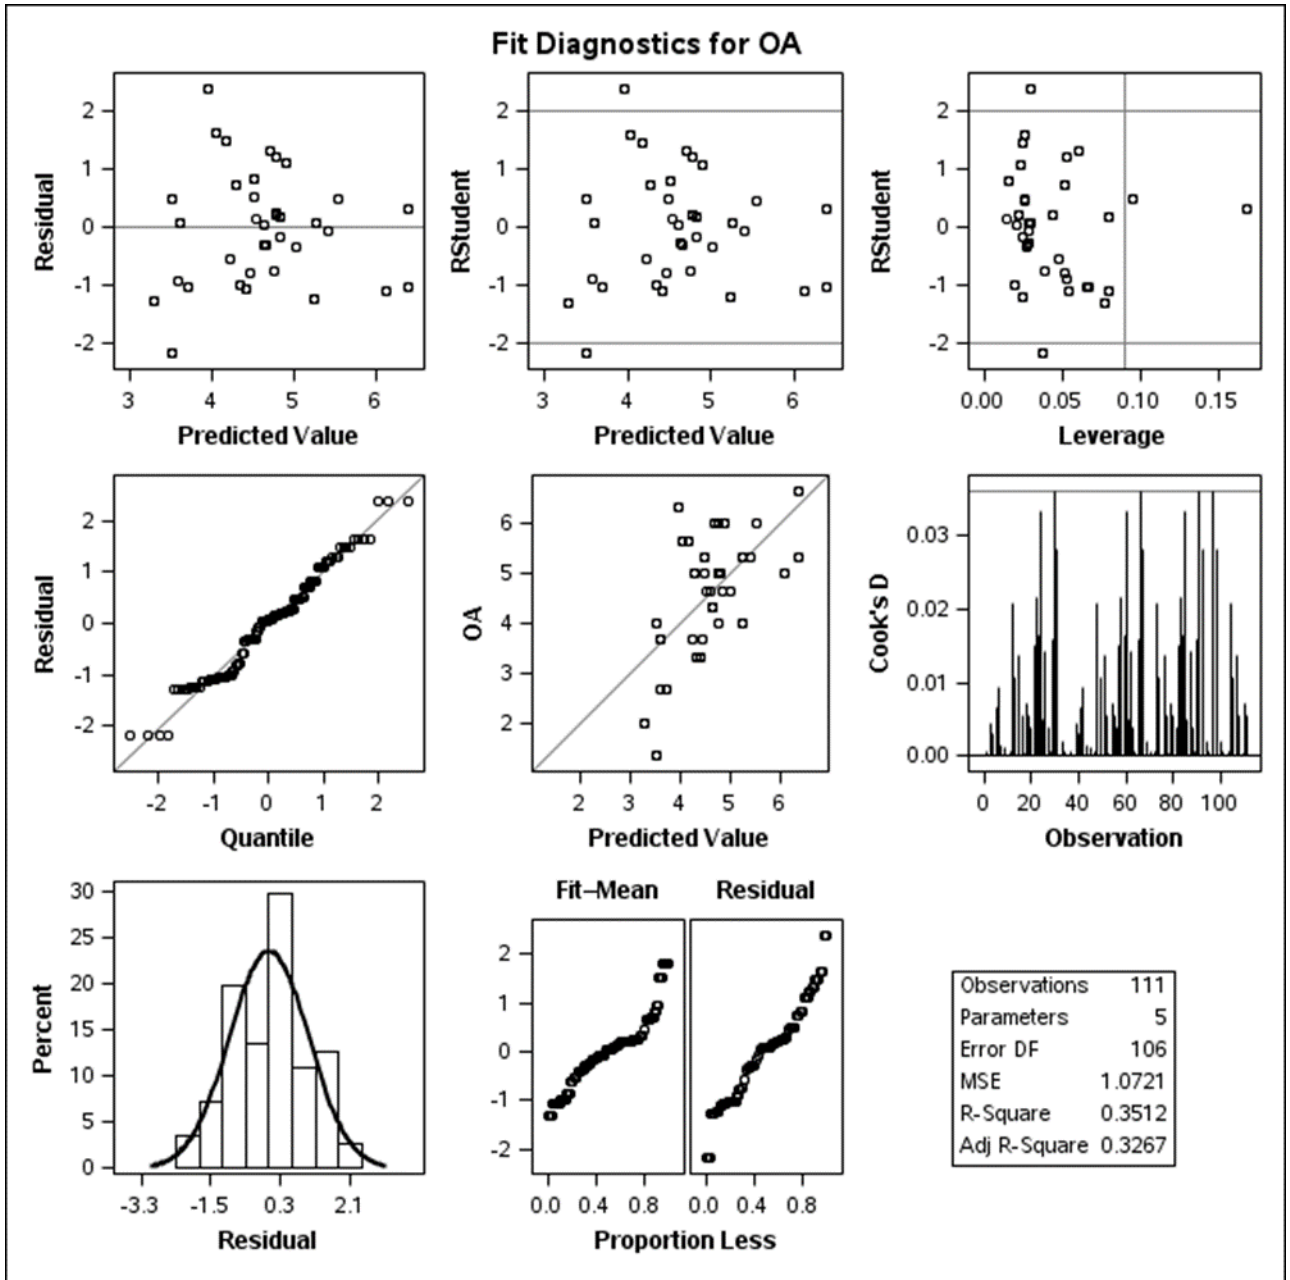 Fit Diagnostics for OA
2
1
0
-1
-2
Residual
3 4 5 6
Predicted Value
2
1
0
-1
-2
RStudent
3 4 5 6
Predicted Value
2
1
0
-1
-2
RStudent
0.00 0.05 0.10 0.15
Leverage
2
1
0
-1
-2
Residual
-2 -1 0 1 2
Quantile
6
5
4
3
2
OA
2 3 4 5 6
Predicted Value
0.03
0.02
0.01
0.00
Cook's D
0 20 40 60 80 100
Observation
30
25
20
15
10
5
0
Percent
-3.3 -1.5 0.3 2.1
Residual
Fit–Mean Residual
2
1
0
-1
-2
0.0 0.4 0.8 0.0 0.4 0.8
Proportion Less
Observations 111
Parameters 5
Error DF 106
MSE 1.0721
R-Square 0.3512
Adj R-Square 0.3267